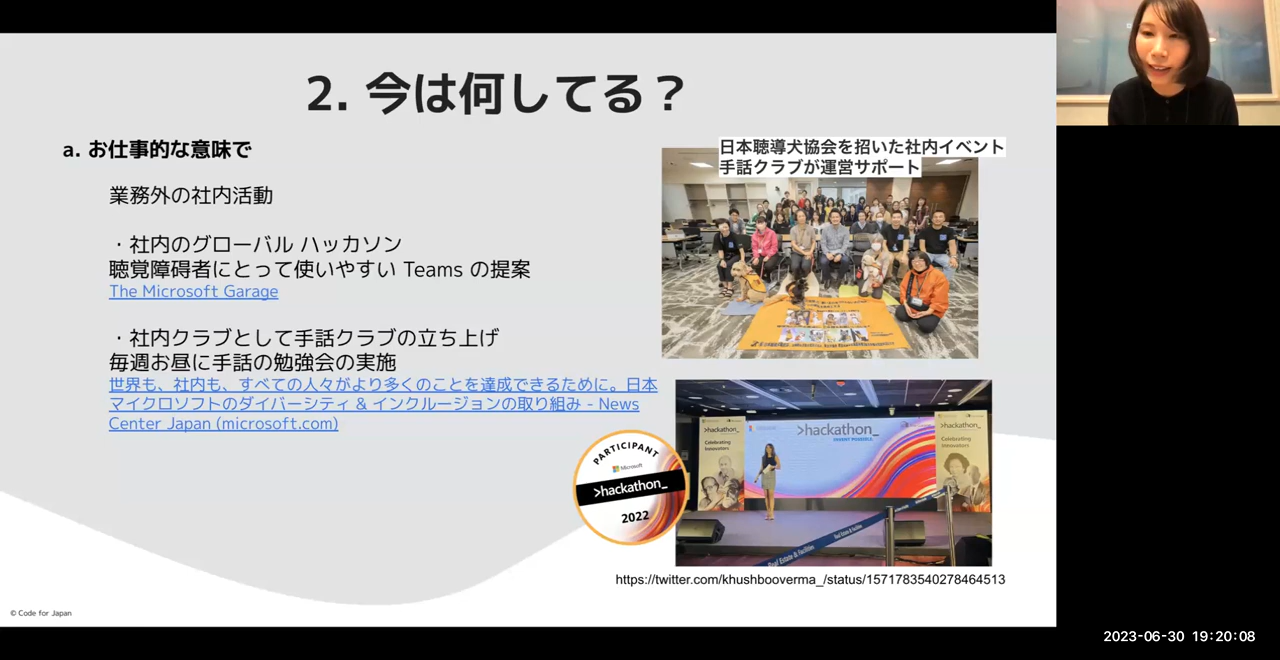 2. 今は何してる？
a. お仕事的な意味で
業務外の社内活動
・社内のグローバル ハッカソン
聴覚障碍者にとって使いやすい Teams の提案
The Microsoft Garage
・社内クラブとして手話クラブの立ち上げ
毎週お昼に手話の勉強会の実施
世界も、社内も、すべての人々がより多くのことを達成できるために。日本
マイクロソフトのダイバーシティ & インクルージョンの取り組み - News
Center Japan (microsoft.com)
日本聴導犬協会を招いた社内イベント
手話クラブが運営サポート
PARTICIPANT
Microsoft
>hackathon_
2022
>hackathon_
Celebrating
Innovators
>hackathon_
>hackathon_
Celebrating
Innovators
Real Estate & Facilities
https://twitter.com/khushbooverma_/status/1571783540278464513
© Code for Japan
2023-06-30 19:20:08